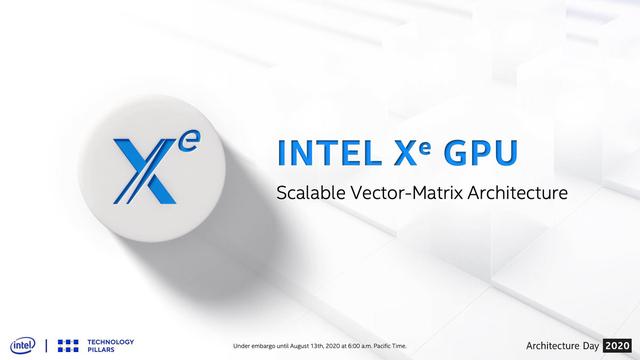 Xe
INTEL Xe GPU
Scalable Vector-Matrix Architecture
intel
TECHNOLOGY
PILLARS
Under embargo until August 13th, 2020 at 6:00 a.m. Pacific Time.
Architecture Day 2020